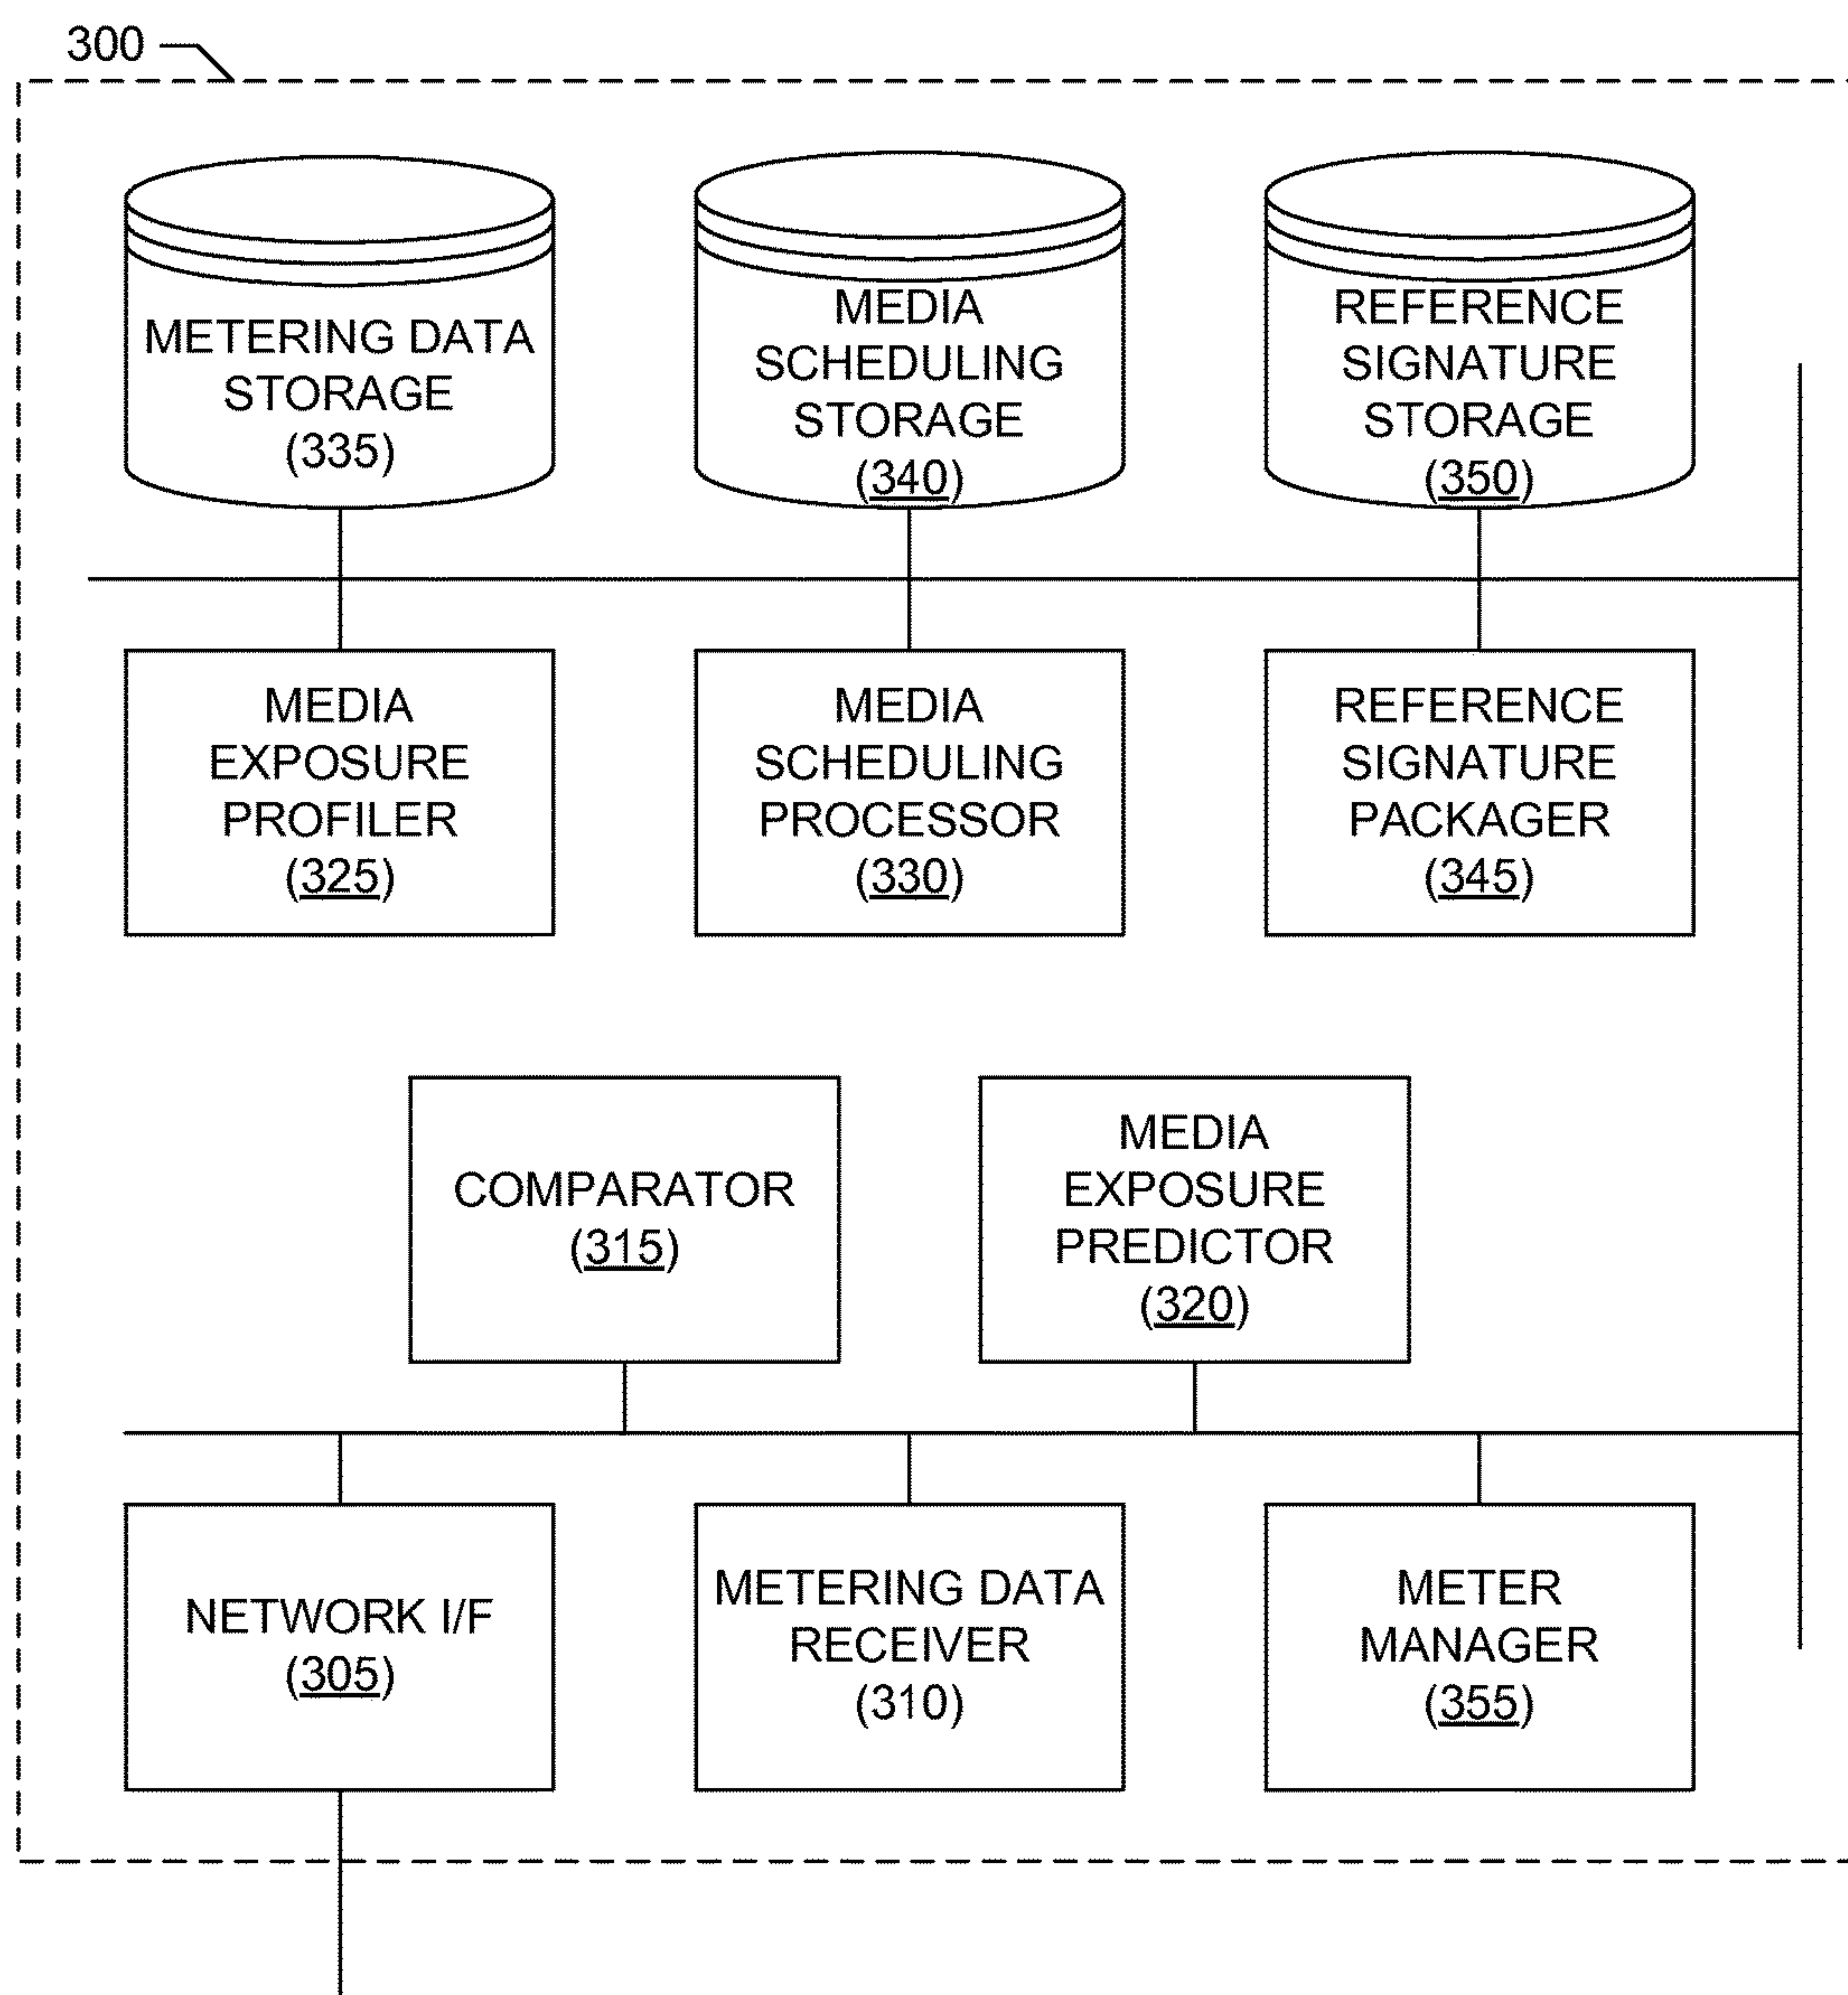 300
METERING DATA
STORAGE
(335)
MEDIA
SCHEDULING
STORAGE
(340)
REFERENCE
SIGNATURE
STORAGE
(350)
MEDIA
EXPOSURE
PROFILER
(325)
MEDIA
SCHEDULING
PROCESSOR
(330)
REFERENCE
SIGNATURE
PACKAGER
(345)
COMPARATOR
(315)
MEDIA
EXPOSURE
PREDICTOR
(320)
NETWORK I/F
(305)
METERING DATA
RECEIVER
(310)
METER
MANAGER
(355)